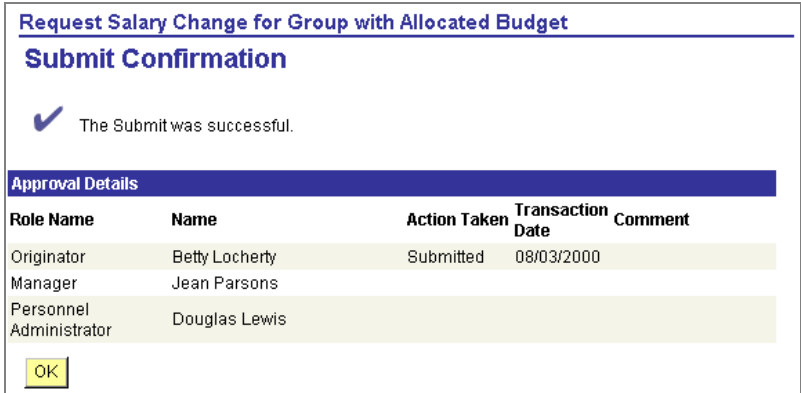 Request Salary Change for Group with Allocated Budget
Submit Confirmation
The Submit was successful.
Approval Details
Role Name Name Action Taken Transaction Date Comment
Originator Betty Locherty Submitted 08/03/2000
Manager Jean Parsons
Personnel Administrator Douglas Lewis
OK